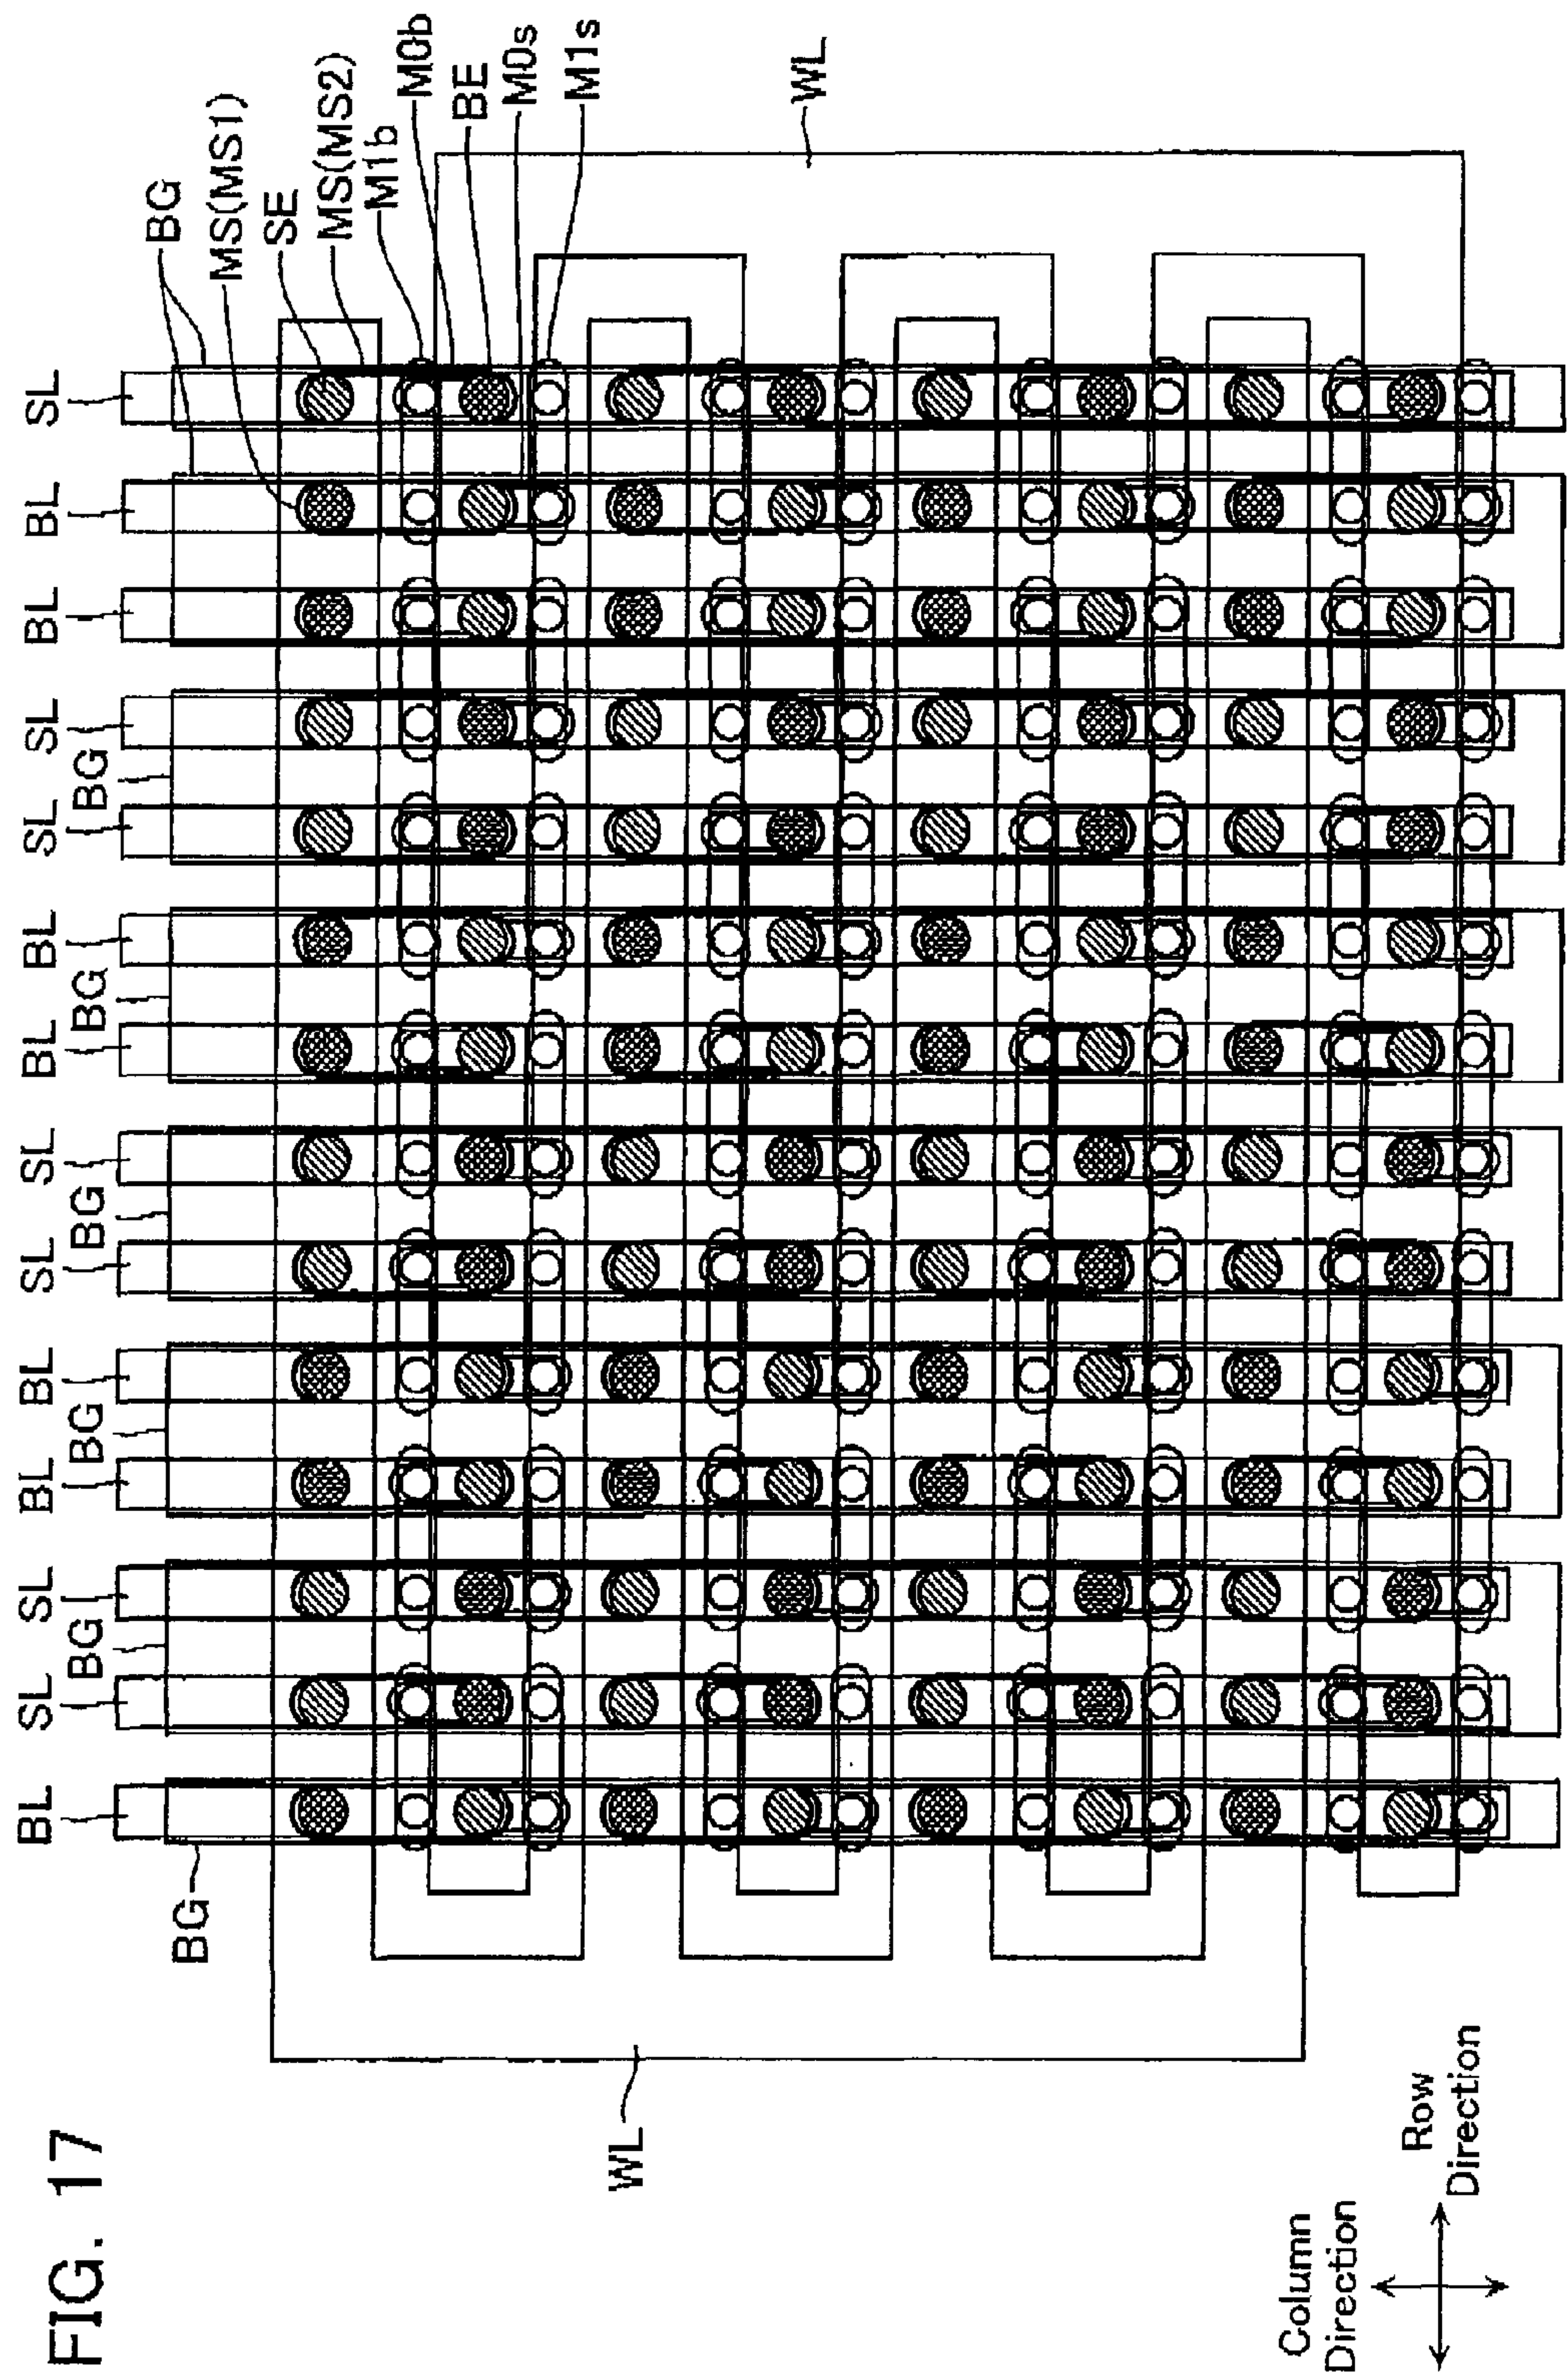 FIG. 17
BL
SL
SL
BL
BL
SL
SL
BL
BL
SL
SL
BL
BL
SL
BG
BG
BG
BG
BG
BG
BG
MS(MS1)
SE
MS(MS2)
M1b
M0b
BE
M0s
M1s
WL
WL
Column
Direction
Row
Direction